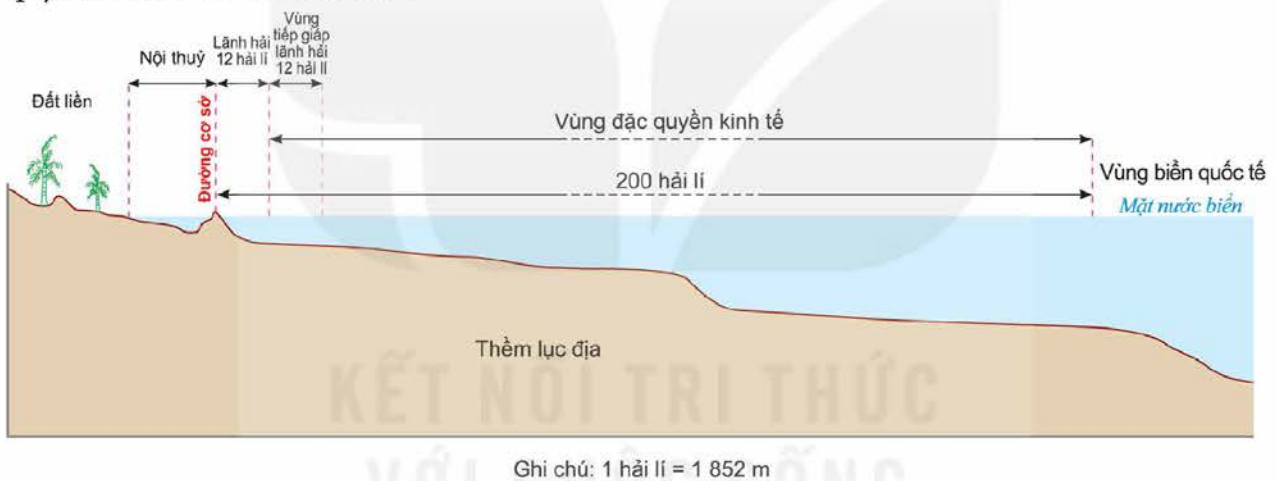 Vùng
tiếp giáp
lãnh hải
12 hải lí
Lãnh hải
12 hải lí
Nội thuỷ
Đất liền
Đường cơ sở
Vùng đặc quyền kinh tế
200 hải lí
Vùng biển quốc tế
Mặt nước biển
Thềm lục địa
KẾT NỐI TRI THỨC
Ghi chú: 1 hải lí = 1 852 m